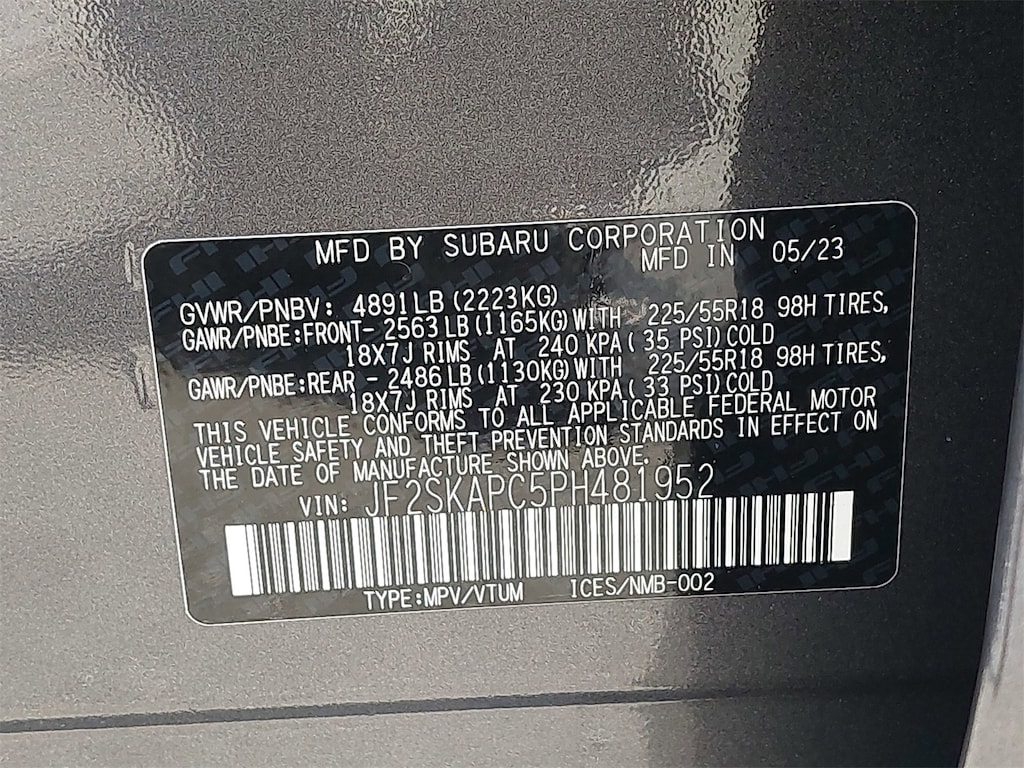 MFD BY SUBARU CORPORATION
MFD IN 05/23
GVWR/PNBV: 4891LB (2223KG)
GAWR/PNBE:FRONT- 2563 LB (1165KG) WITH 225/55R18 98H TIRES,
18X7J RIMS AT 240 KPA( 35 PSI) COLD
GAWR/PNBE:REAR - 2486 LB (1130KG) WITH 225/55R18 98H TIRES,
18X7J RIMS AT 230 KPA( 33 PSI) COLD
THIS VEHICLE CONFORMS TO ALL APPLICABLE FEDERAL MOTOR
VEHICLE SAFETY AND THEFT PREVENTION STANDARDS IN EFFECT ON
THE DATE OF MANUFACTURE SHOWN ABOVE.
VIN: JF2SKAPC5PH481952
TYPE:MPV/VTUM ICES/NMB-002